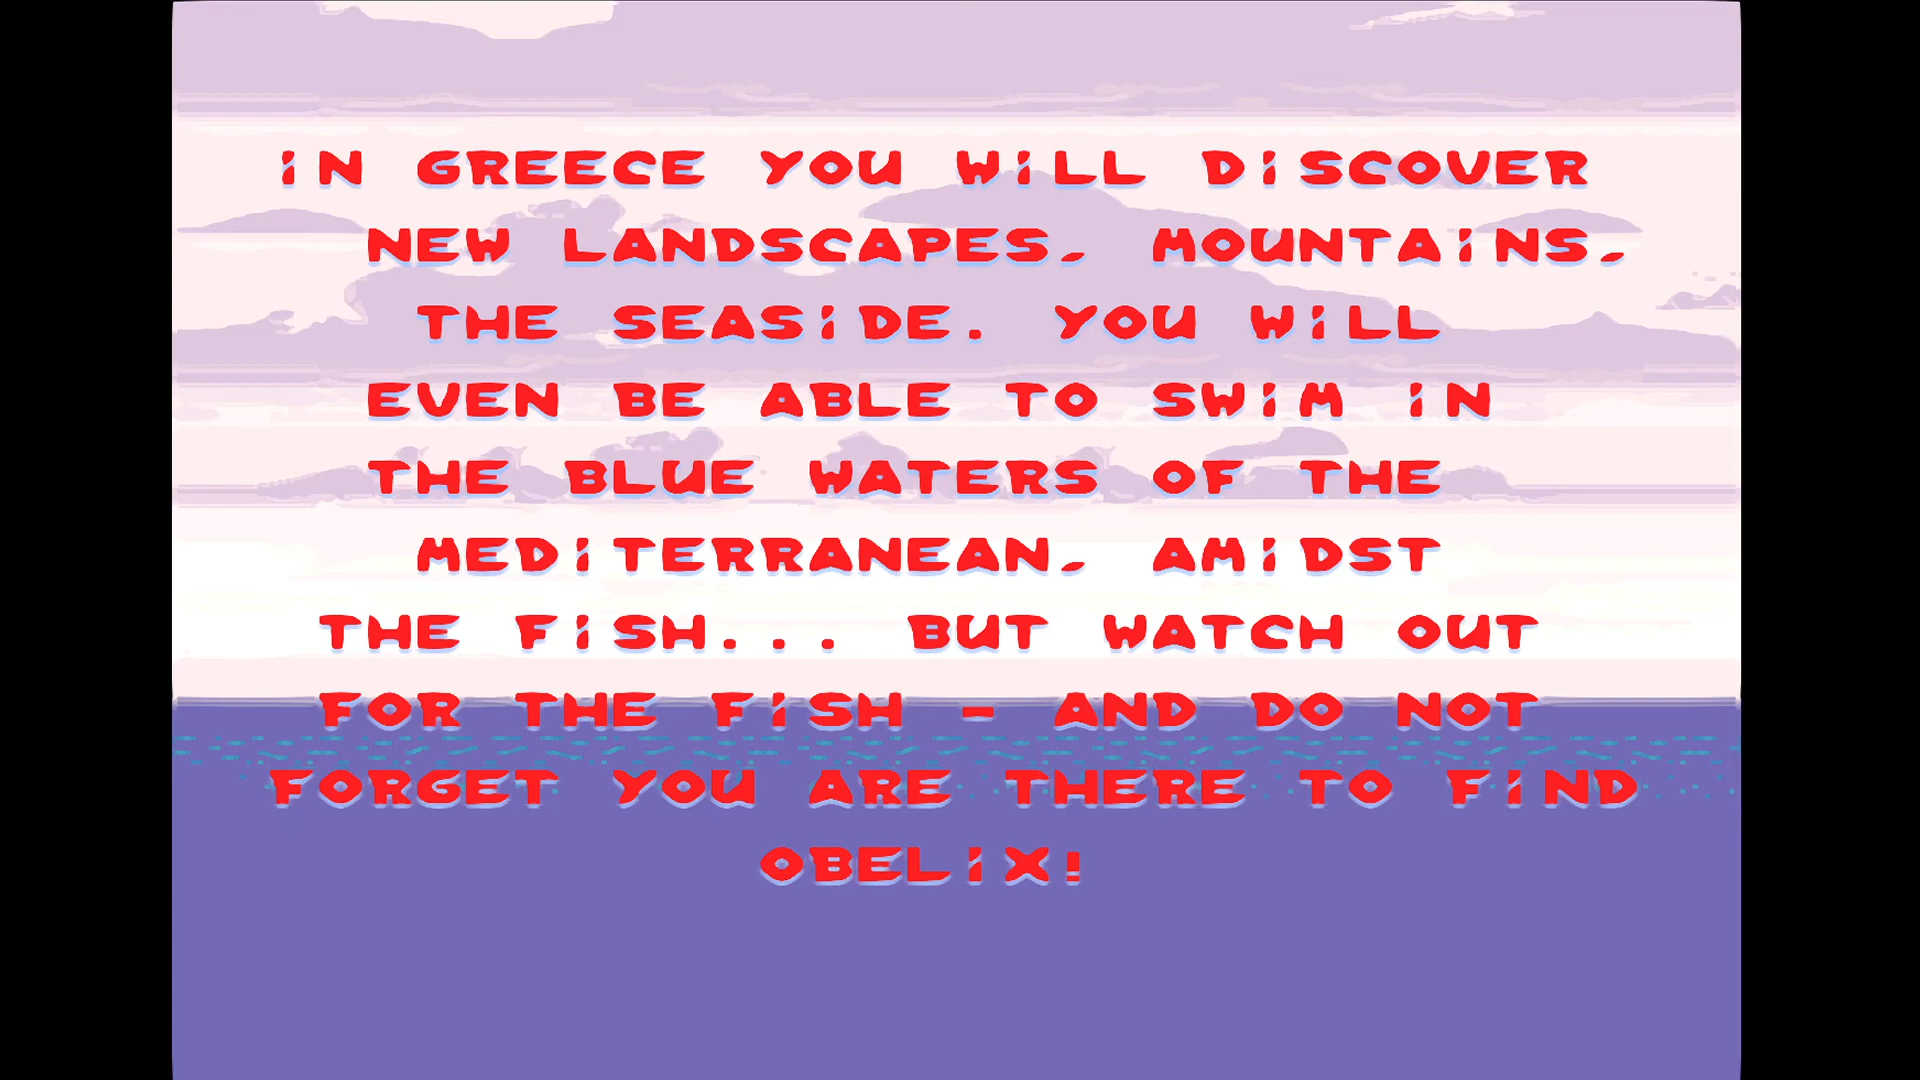 iN GREECE YOU WiLL DiSCOVER
NEW LANDSCAPES, MOUNTAiNS,
THE SEASiDE. YOU WiLL
EVEN BE ABLE TO SWiM iN
THE BLUE WATERS OF THE
MEDiTERRANEAN, AMiDST
THE FiSH... BUT WATCH OUT
FOR THE FiSH - AND DO NOT
FORGET YOU ARE THERE TO FiND
OBELiX!